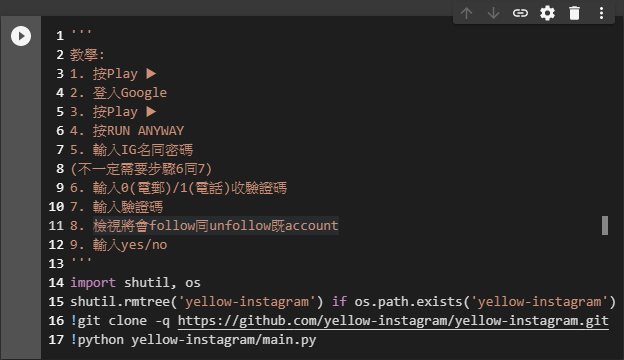 1 '''
2 教學:
3 1. 按Play ▶
4 2. 登入Google
5 3. 按Play ▶
6 4. 按RUN ANYWAY
7 5. 輸入IG名同密碼
8 (不一定需要步驟6同7)
9 6. 輸入0(電郵)/1(電話)收驗證碼
10 7. 輸入驗證碼
11 8. 檢視將會follow同unfollow既account
12 9. 輸入yes/no
13 '''
14 import shutil, os
15 shutil.rmtree('yellow-instagram') if os.path.exists('yellow-instagram')
16 !git clone -q https://github.com/yellow-instagram/yellow-instagram.git
17 !python yellow-instagram/main.py